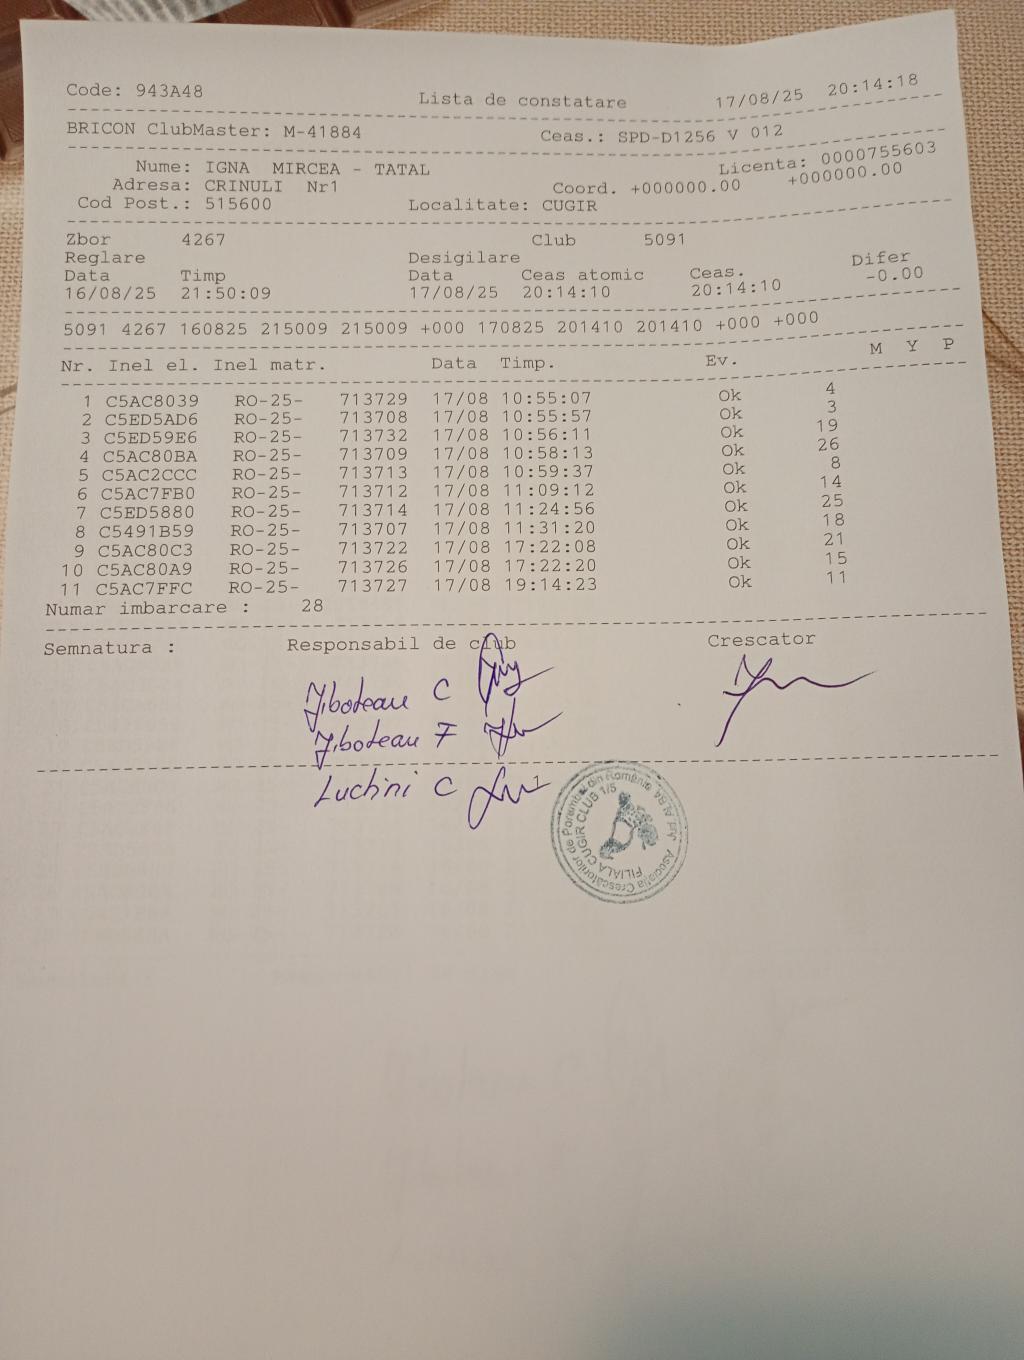 Code: 943A48 Lista de constatare 17/08/25 20:14:18
BRICON ClubMaster: M-41884 Ceas.: SPD-D1256 V 012
Nume: IGNA MIRCEA - TATAL Licenta: 0000755603
Adresa: CRINULI Nr1 Coord. +000000.00 +000000.00
Cod Post.: 515600 Localitate: CUGIR
Zbor 4267 Club 5091
Reglare Desigilare Difer
Data Timp Data Ceas atomic Ceas.
16/08/25 21:50:09 17/08/25 20:14:10 20:14:10 -0.00
5091 4267 160825 215009 215009 +000 170825 201410 201410 +000 +000
Nr. Inel el. Inel matr. Data Timp. Ev. M Y P
1 C5AC8039 RO-25- 713729 17/08 10:55:07 Ok 4
2 C5ED5AD6 RO-25- 713708 17/08 10:55:57 Ok 3
3 C5ED59E6 RO-25- 713732 17/08 10:56:11 Ok 19
4 C5AC80BA RO-25- 713709 17/08 10:58:13 Ok 26
5 C5AC2CCC RO-25- 713713 17/08 10:59:37 Ok 8
6 C5AC7FB0 RO-25- 713712 17/08 11:09:12 Ok 14
7 C5ED5880 RO-25- 713714 17/08 11:24:56 Ok 25
8 C5491B59 RO-25- 713707 17/08 11:31:20 Ok 18
9 C5AC80C3 RO-25- 713722 17/08 17:22:08 Ok 21
10 C5AC80A9 RO-25- 713726 17/08 17:22:20 Ok 15
11 C5AC7FFC RO-25- 713727 17/08 19:14:23 Ok 11
Numar imbarcare : 28
Semnatura : Responsabil de club Crescator
Jiboteau C
Jiboteau F
Luchini C
1
Asociația Crescătorilor de Porumbei din România
FILIALA CUGIR CLUB 1/5